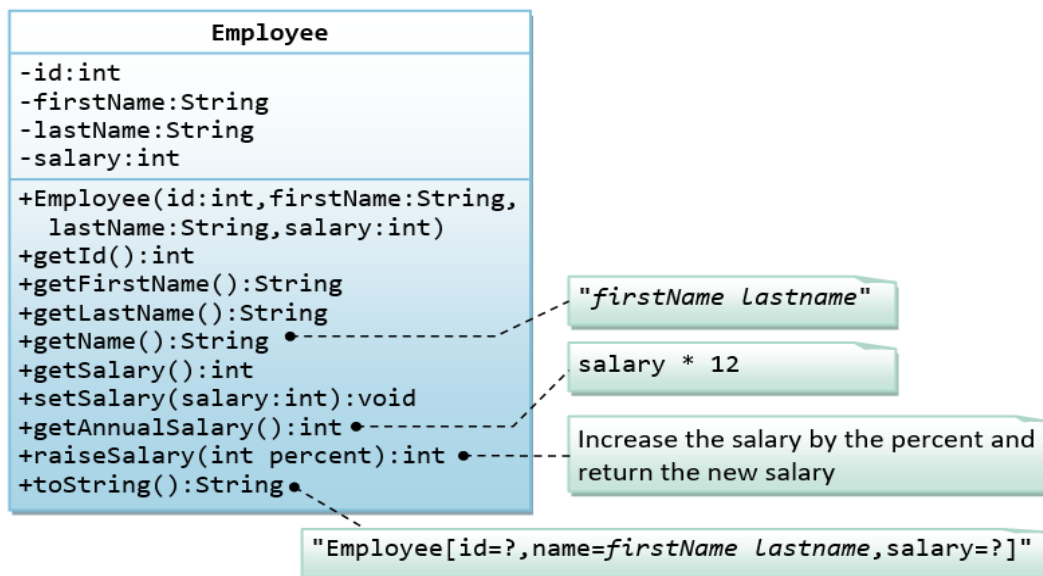 Employee
-id:int
-firstName:String
-lastName:String
-salary:int
+Employee(id:int,firstName:String,
lastName:String,salary:int)
+getId():int
+getFirstName():String
+getLastName():String
+getName():String
+getSalary():int
+setSalary(salary:int):void
+getAnnualSalary():int
+raiseSalary(int percent):int
+toString():String
"firstName lastname"
salary * 12
Increase the salary by the percent and
return the new salary
"Employee[id=?,name=firstName lastname,salary=?]"